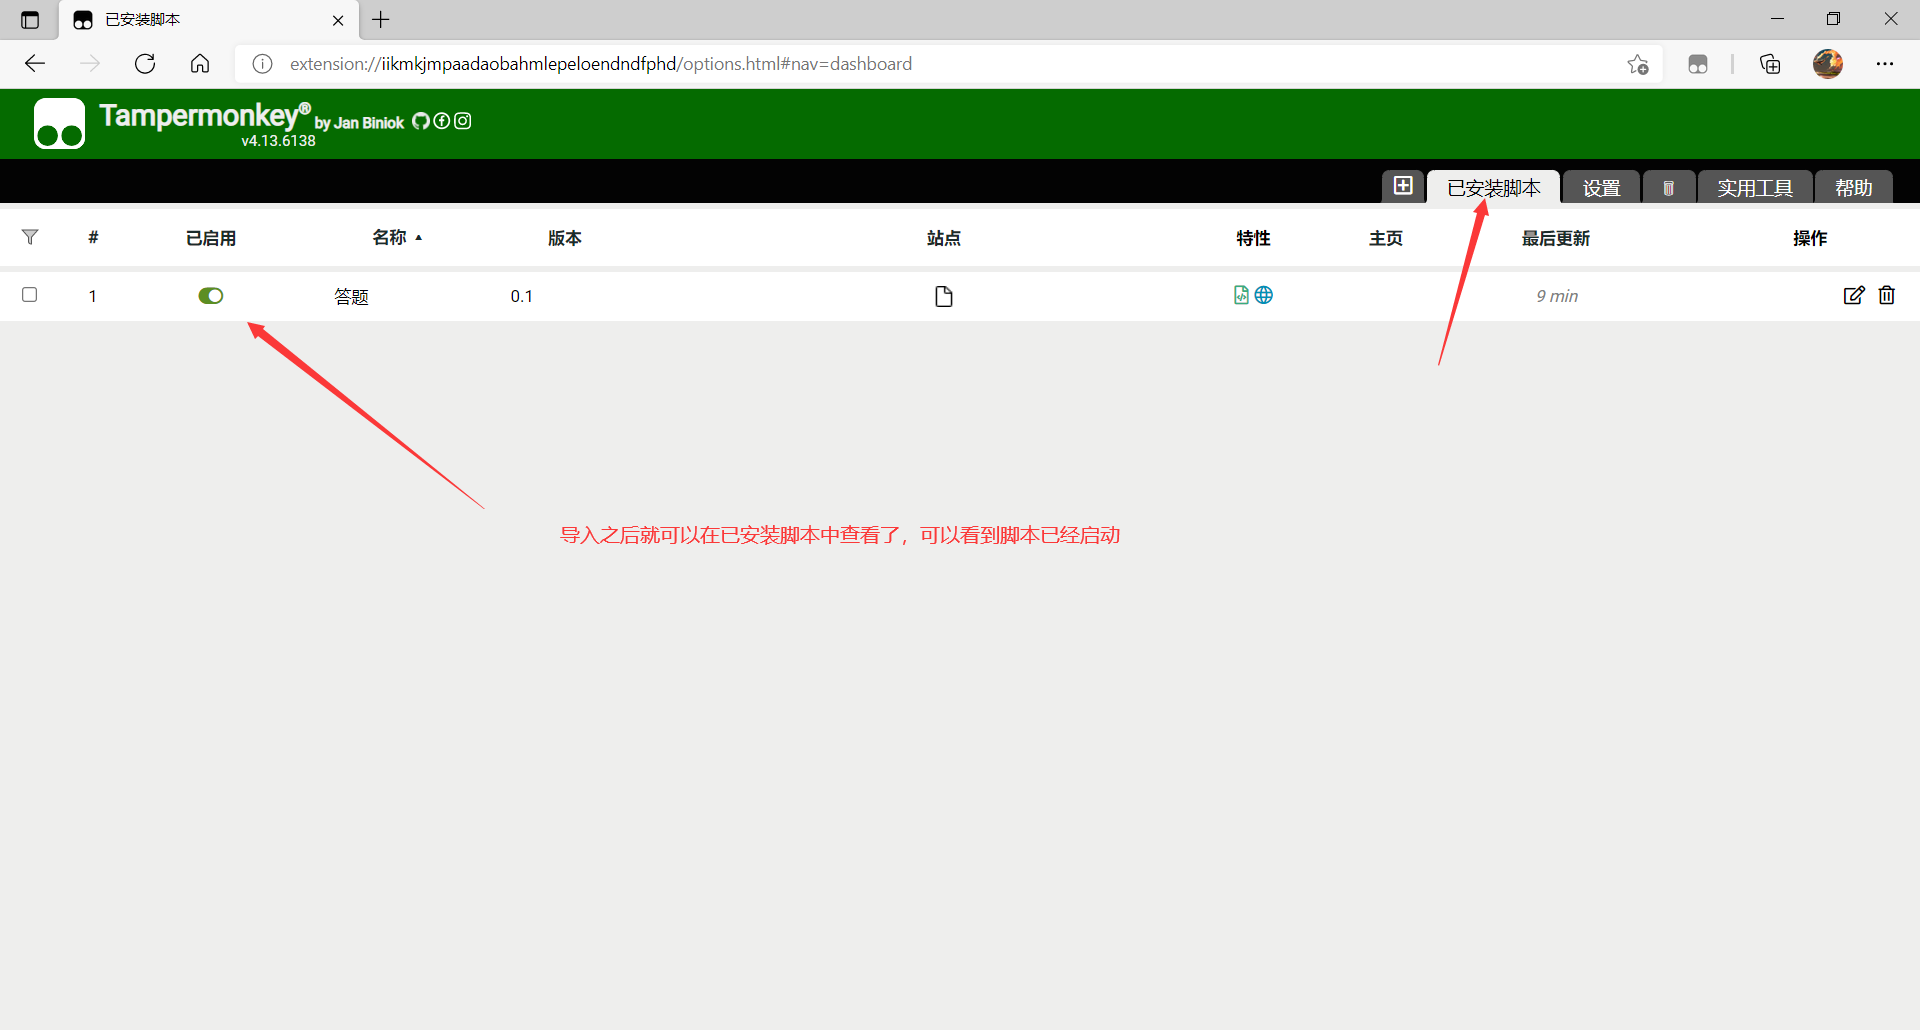 已安装脚本
extension://iikmkjmpaadaobahmlepeloendndfphd/options.html#nav=dashboard
Tampermonkey® by Jan Biniok
v4.13.6138
已安装脚本 设置 实用工具 帮助
# 已启用 名称 ▲ 版本 站点 特性 主页 最后更新 操作
1 答题 0.1 9 min
导入之后就可以在已安装脚本中查看了，可以看到脚本已经启动